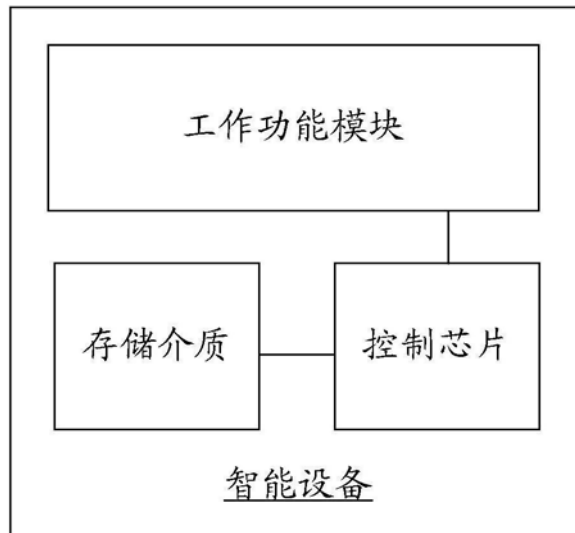 工作功能模块
存储介质
控制芯片
智能设备